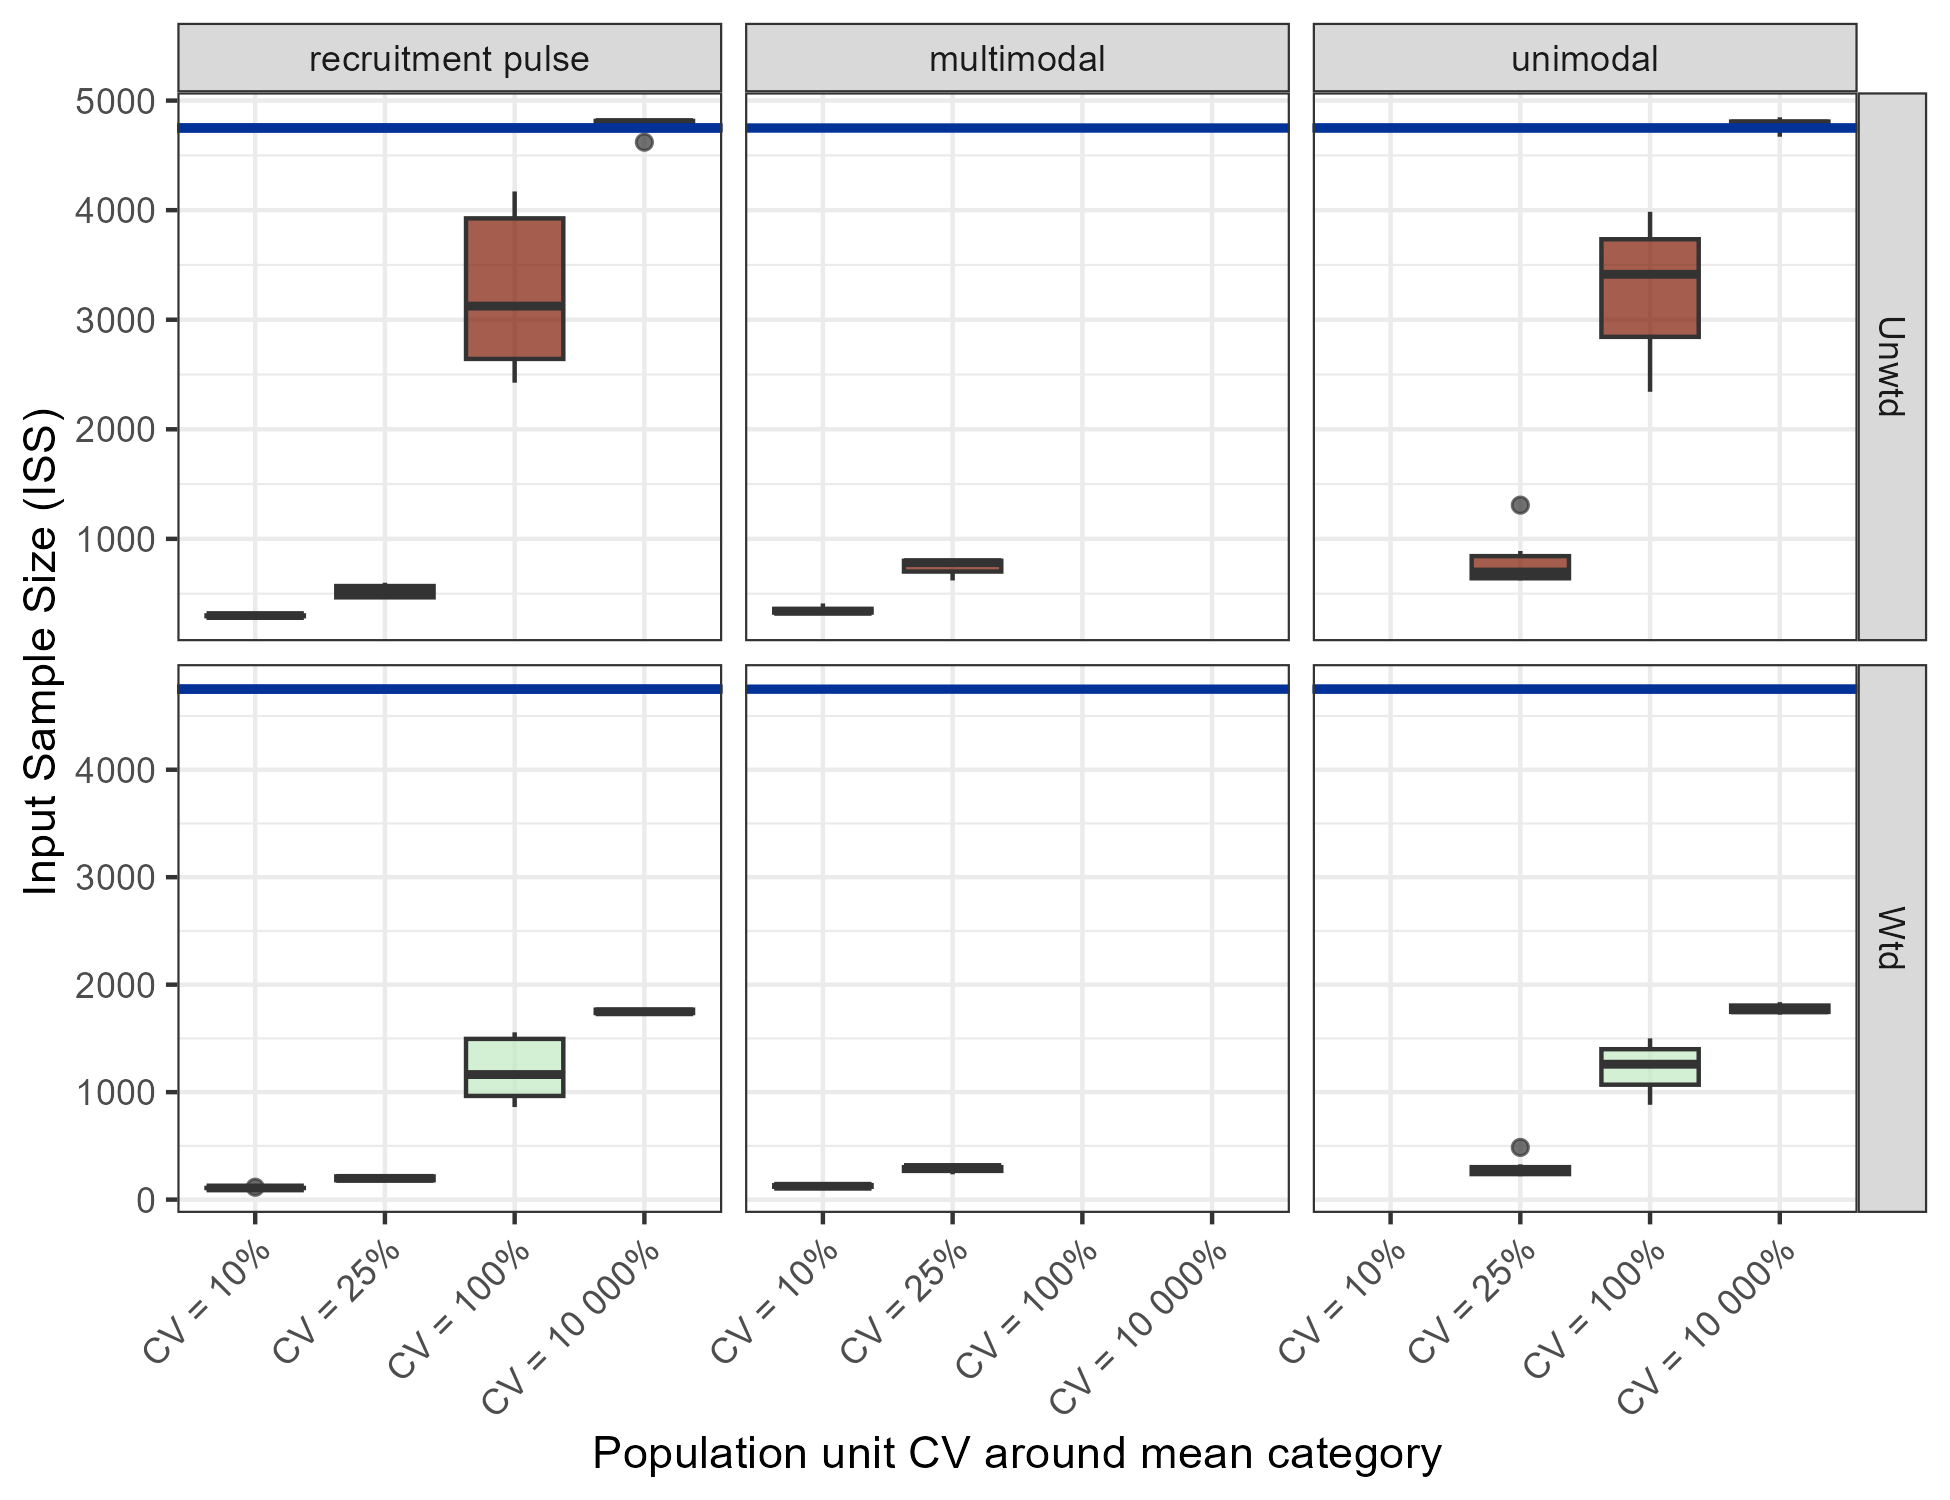 recruitment pulse
multimodal
unimodal
Unwtd
Wtd
Input Sample Size (ISS)
5000
4000
3000
2000
1000
4000
3000
2000
1000
0
CV = 10%
CV = 25%
CV = 100%
CV = 10 000%
CV = 10%
CV = 25%
CV = 100%
CV = 10 000%
CV = 10%
CV = 25%
CV = 100%
CV = 10 000%
Population unit CV around mean category